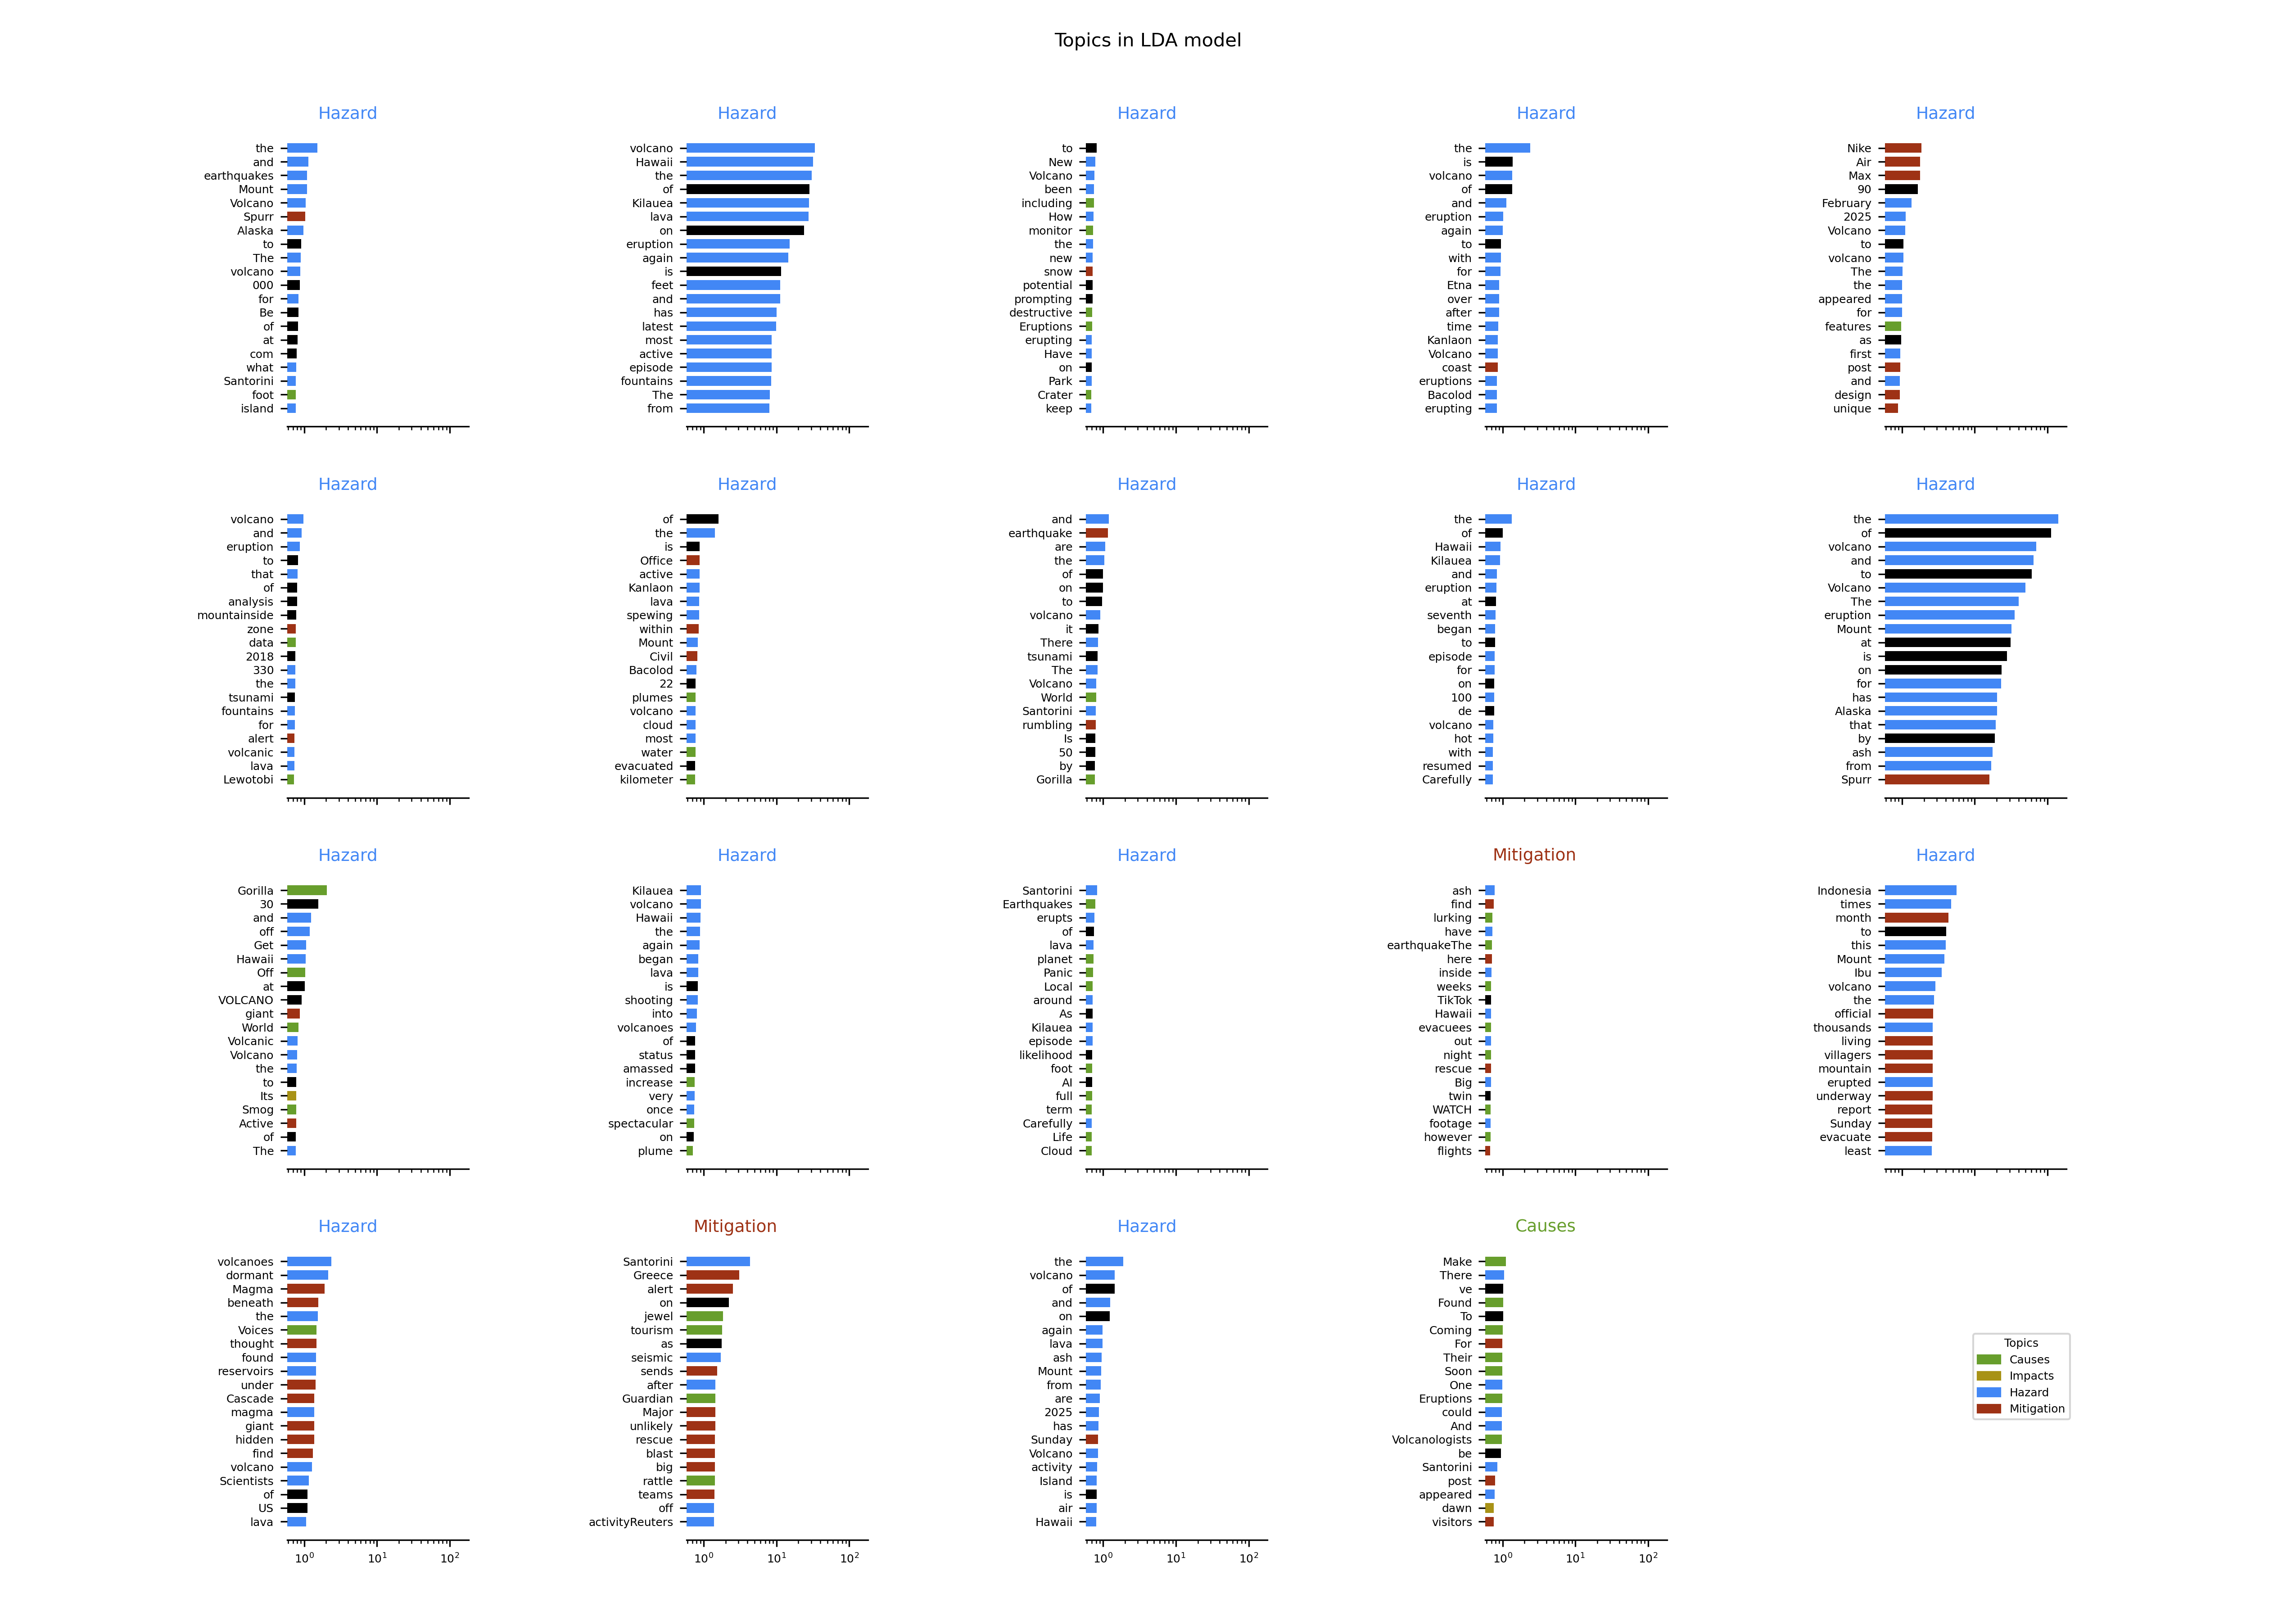 Topics in LDA model
Hazard
the
and
earthquakes
Mount
Volcano
Spurr
Alaska
to
The
volcano
000
for
Be
of
at
com
what
Santorini
foot
island
Hazard
volcano
Hawaii
the
of
Kilauea
lava
on
eruption
again
is
feet
and
has
latest
most
active
episode
fountains
The
from
Hazard
to
New
Volcano
been
including
How
monitor
the
new
snow
potential
prompting
destructive
Eruptions
erupting
Have
on
Park
Crater
keep
Hazard
the
is
volcano
of
and
eruption
again
to
with
for
Etna
over
after
time
Kanlaon
Volcano
coast
eruptions
Bacolod
erupting
Hazard
Nike
Air
Max
90
February
2025
Volcano
to
volcano
The
the
appeared
for
features
as
first
post
and
design
unique
Hazard
volcano
and
eruption
to
that
of
analysis
mountainside
zone
data
2018
330
the
tsunami
fountains
for
alert
volcanic
lava
Lewotobi
Hazard
of
the
is
Office
active
Kanlaon
lava
spewing
within
Mount
Civil
Bacolod
22
plumes
volcano
cloud
most
water
evacuated
kilometer
Hazard
and
earthquake
are
the
of
on
to
volcano
it
There
tsunami
The
Volcano
World
Santorini
rumbling
Is
50
by
Gorilla
Hazard
the
of
Hawaii
Kilauea
and
eruption
at
seventh
began
to
episode
for
on
100
de
volcano
hot
with
resumed
Carefully
Hazard
the
of
volcano
and
to
Volcano
The
eruption
Mount
at
is
on
for
has
Alaska
that
by
ash
from
Spurr
Hazard
Gorilla
30
and
off
Get
Hawaii
Off
at
VOLCANO
giant
World
Volcanic
Volcano
the
to
Its
Smog
Active
of
The
Hazard
Kilauea
volcano
Hawaii
the
again
began
lava
is
shooting
into
volcanoes
of
status
amassed
increase
very
once
spectacular
on
plume
Hazard
Santorini
Earthquakes
erupts
of
lava
planet
Panic
Local
around
As
Kilauea
episode
likelihood
foot
AI
full
term
Carefully
Life
Cloud
Mitigation
ash
find
lurking
have
earthquakeThe
here
inside
weeks
TikTok
Hawaii
evacuees
out
night
rescue
Big
twin
WATCH
footage
however
flights
Hazard
Indonesia
times
month
to
this
Mount
Ibu
volcano
the
official
thousands
living
villagers
mountain
erupted
underway
report
Sunday
evacuate
least
Hazard
volcanoes
dormant
Magma
beneath
the
Voices
thought
found
reservoirs
under
Cascade
magma
giant
hidden
find
volcano
Scientists
of
US
lava
10⁰ 10¹ 10²
Mitigation
Santorini
Greece
alert
on
jewel
tourism
as
seismic
sends
after
Guardian
Major
unlikely
rescue
blast
big
rattle
teams
off
activityReuters
10⁰ 10¹ 10²
Hazard
the
volcano
of
and
on
again
lava
ash
Mount
from
are
2025
has
Sunday
Volcano
activity
Island
is
air
Hawaii
10⁰ 10¹ 10²
Causes
Make
There
ve
Found
To
Coming
For
Their
Soon
One
Eruptions
could
And
Volcanologists
be
Santorini
post
appeared
dawn
visitors
10⁰ 10¹ 10²
Topics
Causes
Impacts
Hazard
Mitigation